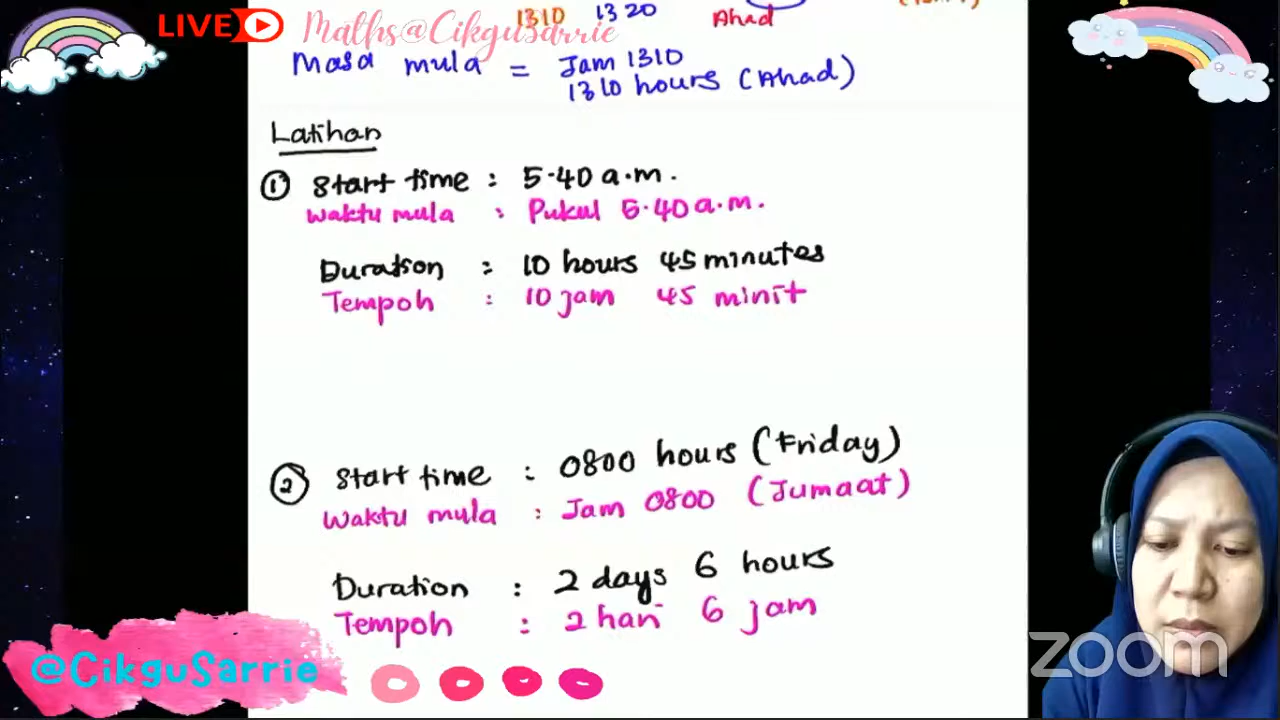 LIVE
Maths@CikguSarrie
1310 1320 Ahad
Masa mula = Jam 1310
1310 hours (Ahad)
Latihan
1 Start time : 5.40 a.m.
Waktu mula : Pukul 5.40 a.m.
Duration : 10 hours 45 minutes
Tempoh : 10 jam 45 minit
2 Start time : 0800 hours (Friday)
Waktu mula : Jam 0800 (Jumaat)
Duration : 2 days 6 hours
Tempoh : 2 hari 6 jam
@CikguSarrie
zoom